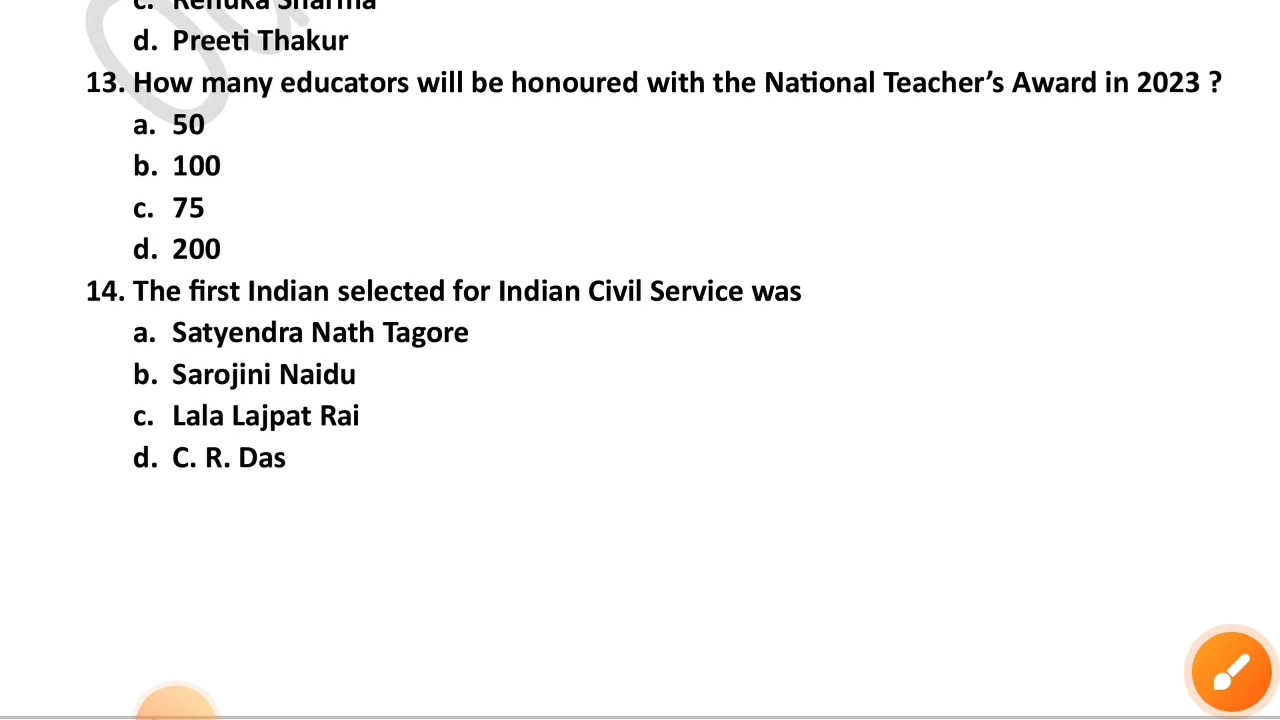 c. Renuka Sharma
d. Preeti Thakur
13. How many educators will be honoured with the National Teacher’s Award in 2023 ?
a. 50
b. 100
c. 75
d. 200
14. The first Indian selected for Indian Civil Service was
a. Satyendra Nath Tagore
b. Sarojini Naidu
c. Lala Lajpat Rai
d. C. R. Das